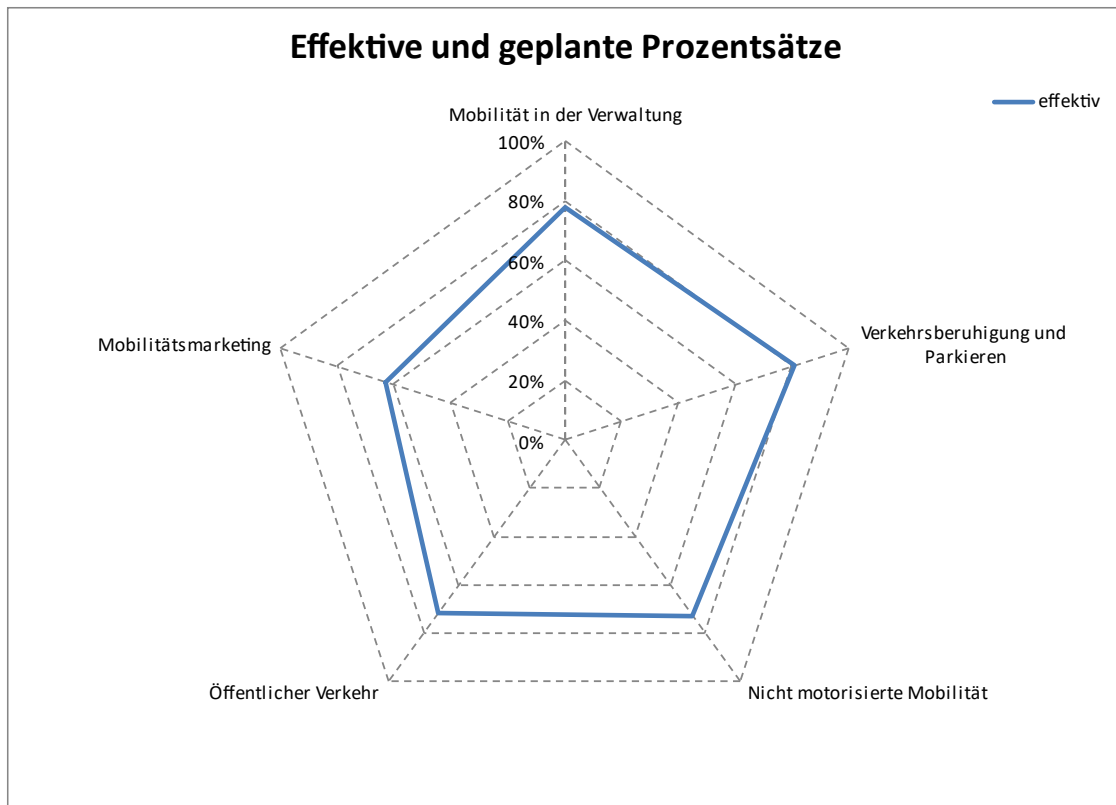 Effektive und geplante Prozentsätze
effektiv
Mobilität in der Verwaltung
100%
80%
60%
40%
20%
0%
Verkehrsberuhigung und
Parkieren
Mobilitätsmarketing
Öffentlicher Verkehr
Nicht motorisierte Mobilität